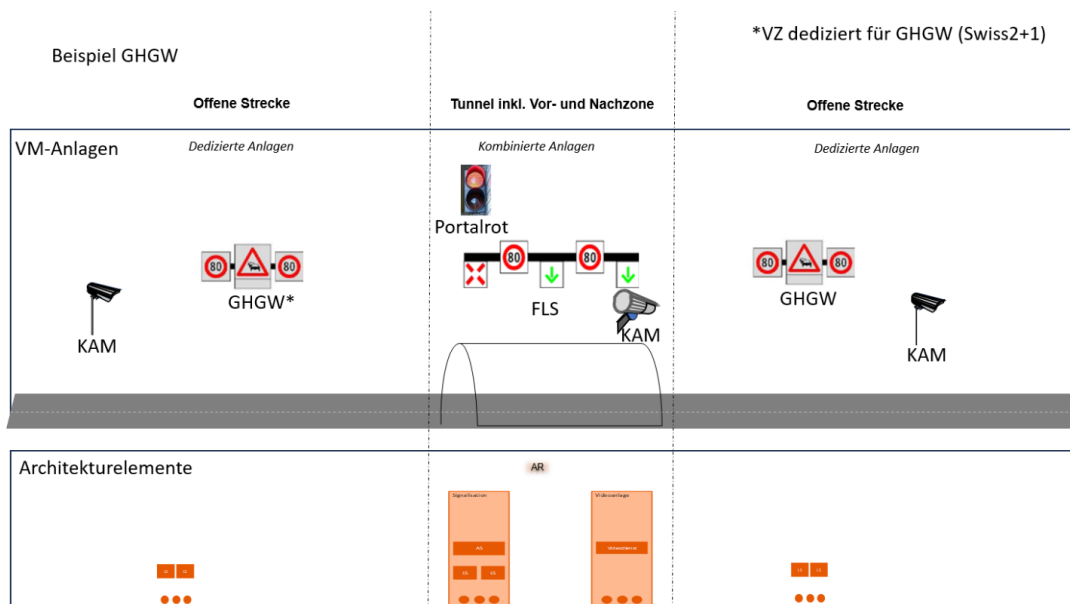 *VZ dediziert für GHGW (Swiss2+1)
Beispiel GHGW
Offene Strecke
Tunnel inkl. Vor- und Nachzone
Offene Strecke
VM-Anlagen
Dedizierte Anlagen
Kombinierte Anlagen
Dedizierte Anlagen
Portalrot
80
80
80
80
80
80
GHGW*
FLS
GHGW
KAM
KAM
KAM
Architekturelemente
AR
Signalisation
Videoanlage